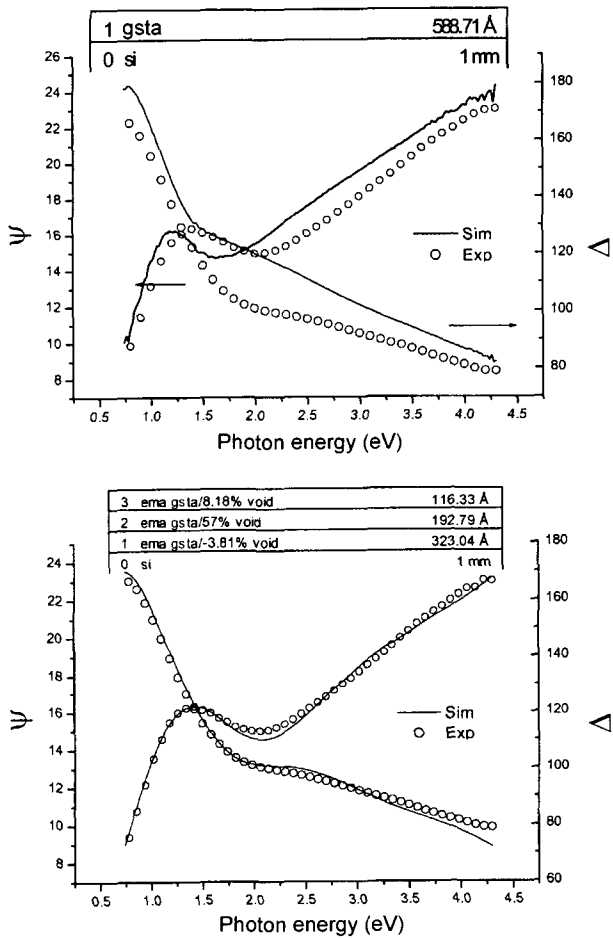 1 gsta 588.71 Å
0 si 1 mm
26
24
22
20
18
16
14
12
10
8
Ψ
180
160
140
120
100
80
Δ
Sim
Exp
0.5 1.0 1.5 2.0 2.5 3.0 3.5 4.0 4.5
Photon energy (eV)
3 ema gsta/8.18% void 116.33 Å
2 ema gsta/57% void 192.79 Å
1 ema gsta/-3.81% void 323.04 Å
0 si 1 mm
24
22
20
18
16
14
12
10
8
Ψ
180
160
140
120
100
80
60
Δ
Sim
Exp
0.5 1.0 1.5 2.0 2.5 3.0 3.5 4.0 4.5
Photon energy (eV)